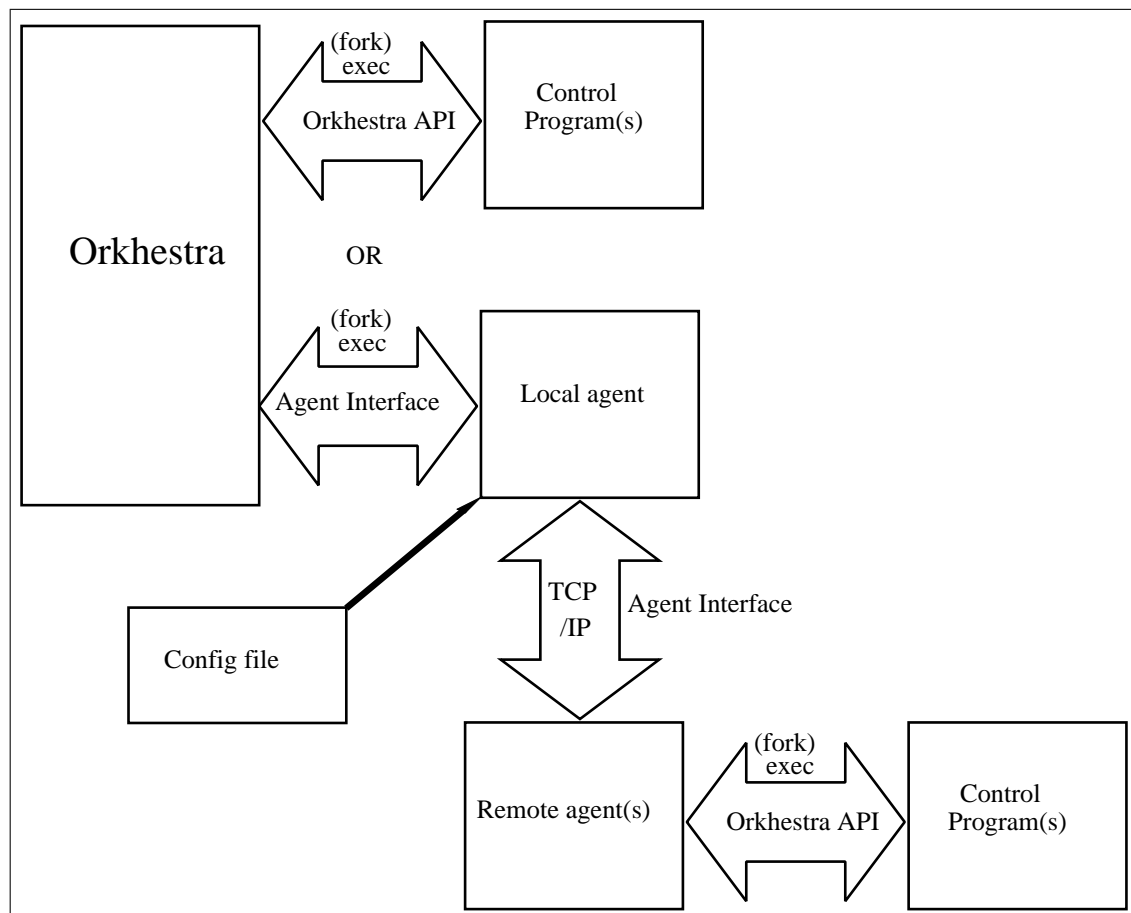 (fork)
exec
Orkhestra API
Control
Program(s)
Orkhestra
OR
(fork)
exec
Agent Interface
Local agent
TCP
/IP
Agent Interface
Config file
Remote agent(s)
(fork)
exec
Orkhestra API
Control
Program(s)